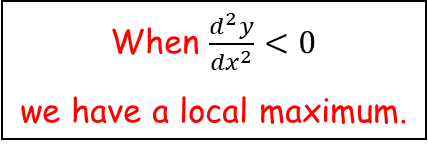 When d²y/dx² < 0
we have a local maximum.